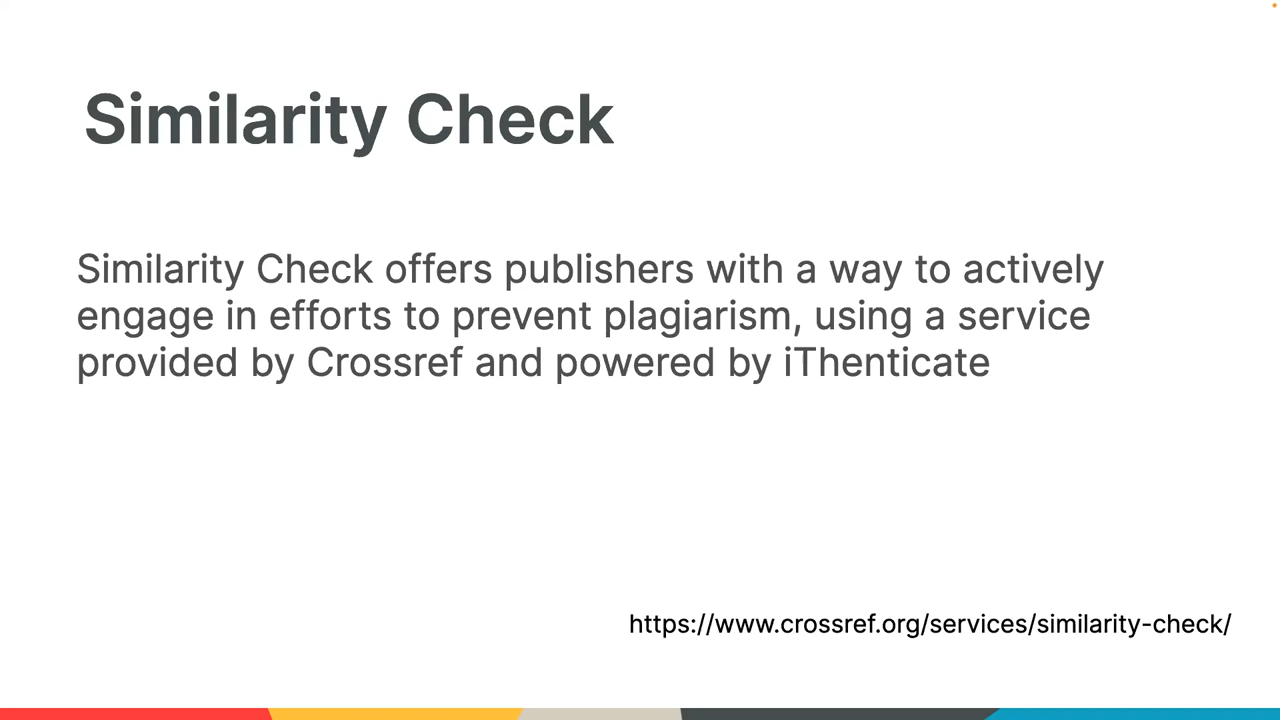 Similarity Check
Similarity Check offers publishers with a way to actively
engage in efforts to prevent plagiarism, using a service
provided by Crossref and powered by iThenticate
https://www.crossref.org/services/similarity-check/